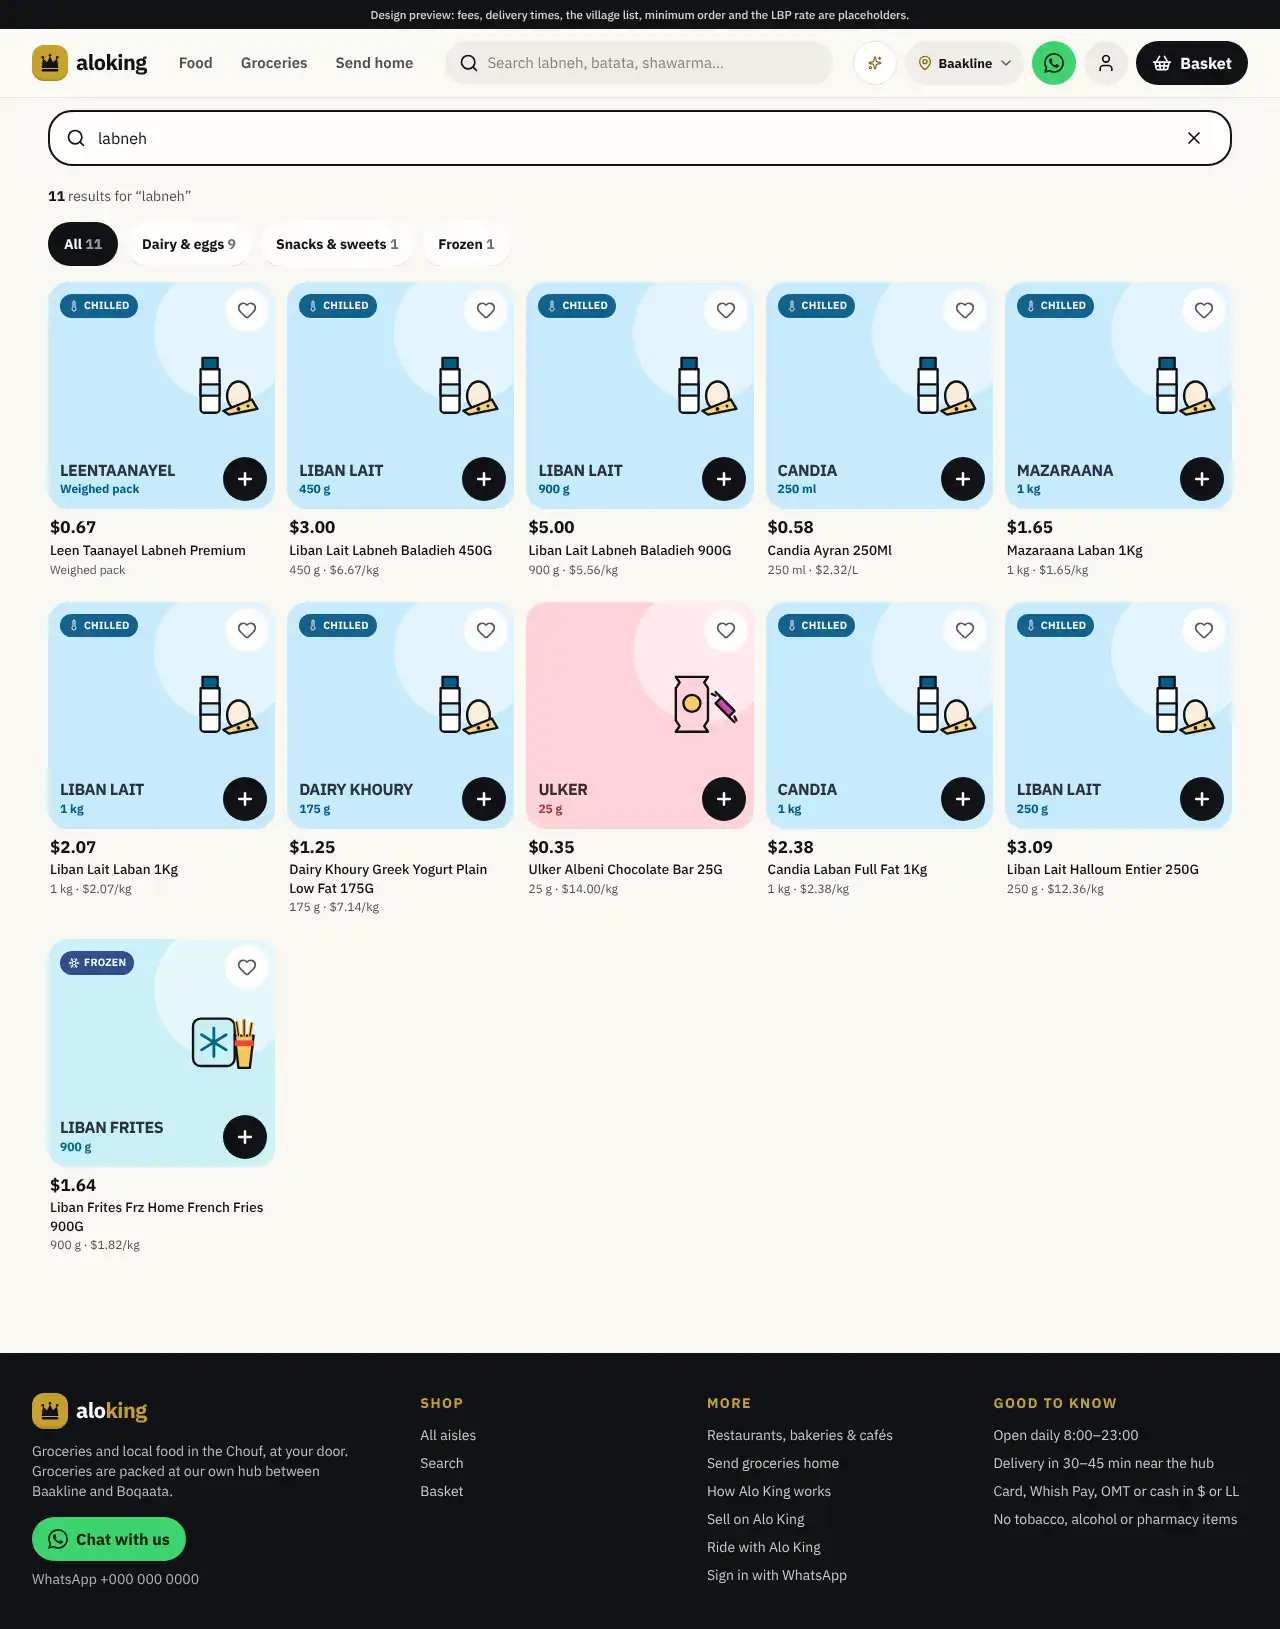 Design preview: fees, delivery times, the village list, minimum order and the LBP rate are placeholders.
aloking
Food
Groceries
Send home
Search labneh, batata, shawarma...
Baakline
Basket
labneh
11 results for “labneh”
All 11
Dairy & eggs 9
Snacks & sweets 1
Frozen 1
CHILLED
LEENTAANAYEL
Weighed pack
$0.67
Leen Taanayel Labneh Premium
Weighed pack
CHILLED
LIBAN LAIT
450 g
$3.00
Liban Lait Labneh Baladieh 450G
450 g · $6.67/kg
CHILLED
LIBAN LAIT
900 g
$5.00
Liban Lait Labneh Baladieh 900G
900 g · $5.56/kg
CHILLED
CANDIA
250 ml
$0.58
Candia Ayran 250Ml
250 ml · $2.32/L
CHILLED
MAZARAANA
1 kg
$1.65
Mazaraana Laban 1Kg
1 kg · $1.65/kg
CHILLED
LIBAN LAIT
1 kg
$2.07
Liban Lait Laban 1Kg
1 kg · $2.07/kg
CHILLED
DAIRY KHOURY
175 g
$1.25
Dairy Khoury Greek Yogurt Plain
Low Fat 175G
175 g · $7.14/kg
ULKER
25 g
$0.35
Ulker Albeni Chocolate Bar 25G
25 g · $14.00/kg
CHILLED
CANDIA
1 kg
$2.38
Candia Laban Full Fat 1Kg
1 kg · $2.38/kg
CHILLED
LIBAN LAIT
250 g
$3.09
Liban Lait Halloum Entier 250G
250 g · $12.36/kg
FROZEN
LIBAN FRITES
900 g
$1.64
Liban Frites Frz Home French Fries
900G
900 g · $1.82/kg
aloking
Groceries and local food in the Chouf, at your door.
Groceries are packed at our own hub between
Baakline and Boqaata.
Chat with us
WhatsApp +000 000 0000
SHOP
All aisles
Search
Basket
MORE
Restaurants, bakeries & cafés
Send groceries home
How Alo King works
Sell on Alo King
Ride with Alo King
Sign in with WhatsApp
GOOD TO KNOW
Open daily 8:00–23:00
Delivery in 30–45 min near the hub
Card, Whish Pay, OMT or cash in $ or LL
No tobacco, alcohol or pharmacy items